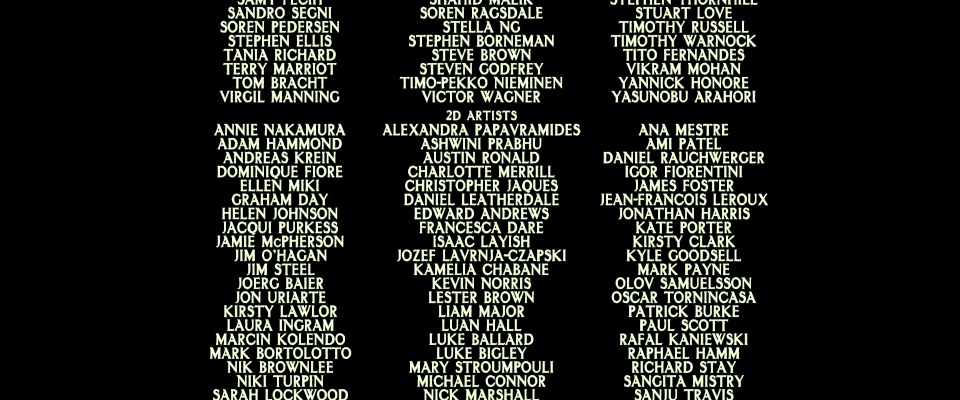 SAMY FECIH SHAHID MALIK STEPHEN THORNHILL
SANDRO SEGNI SOREN RAGSDALE STUART LOVE
SOREN PEDERSEN STELLA NG TIMOTHY RUSSELL
STEPHEN ELLIS STEPHEN BORNEMAN TIMOTHY WARNOCK
TANIA RICHARD STEVE BROWN TITO FERNANDES
TERRY MARRIOT STEVEN GODFREY VIKRAM MOHAN
TOM BRACHT TIMO-PEKKO NIEMINEN YANNICK HONORE
VIRGIL MANNING VICTOR WAGNER YASUNOBU ARAHORI
2D ARTISTS
ANNIE NAKAMURA ALEXANDRA PAPAVRAMIDES ANA MESTRE
ADAM HAMMOND ASHWINI PRABHU AMI PATEL
ANDREAS KREIN AUSTIN RONALD DANIEL RAUCHWERGER
DOMINIQUE FIORE CHARLOTTE MERRILL IGOR FIORENTINI
ELLEN MIKI CHRISTOPHER JAQUES JAMES FOSTER
GRAHAM DAY DANIEL LEATHERDALE JEAN-FRANCOIS LEROUX
HELEN JOHNSON EDWARD ANDREWS JONATHAN HARRIS
JACQUI PURKESS FRANCESCA DARE KATE PORTER
JAMIE McPHERSON ISAAC LAYISH KIRSTY CLARK
JIM O'HAGAN JOZEF LAVRNJA-CZAPSKI KYLE GOODSELL
JIM STEEL KAMELIA CHABANE MARK PAYNE
JOERG BAIER KEVIN NORRIS OLOV SAMUELSSON
JON URIARTE LESTER BROWN OSCAR TORNINCASA
KIRSTY LAWLOR LIAM MAJOR PATRICK BURKE
LAURA INGRAM LUAN HALL PAUL SCOTT
MARCIN KOLENDO LUKE BALLARD RAFAL KANIEWSKI
MARK BORTOLOTTO LUKE BIGLEY RAPHAEL HAMM
NIK BROWNLEE MARY STROUMPOULI RICHARD STAY
NIKI TURPIN MICHAEL CONNOR SANGITA MISTRY
SARAH LOCKWOOD NICK MARSHALL SANJU TRAVIS